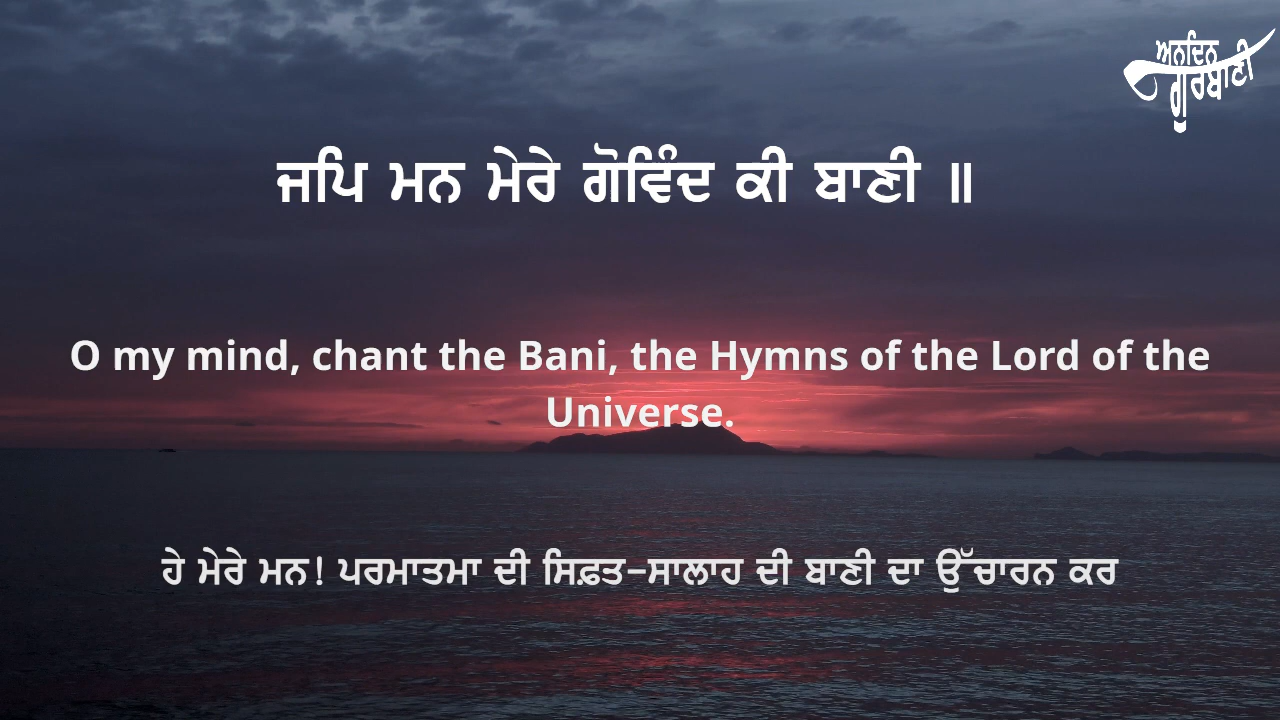 ਅਨਦਿਨ
ਗੁਰਬਾਣੀ
ਜਪਿ ਮਨ ਮੇਰੇ ਗੋਵਿੰਦ ਕੀ ਬਾਣੀ ॥
O my mind, chant the Bani, the Hymns of the Lord of the
Universe.
ਹੇ ਮੇਰੇ ਮਨ! ਪਰਮਾਤਮਾ ਦੀ ਸਿਫ਼ਤ-ਸਾਲਾਹ ਦੀ ਬਾਣੀ ਦਾ ਉੱਚਾਰਨ ਕਰ